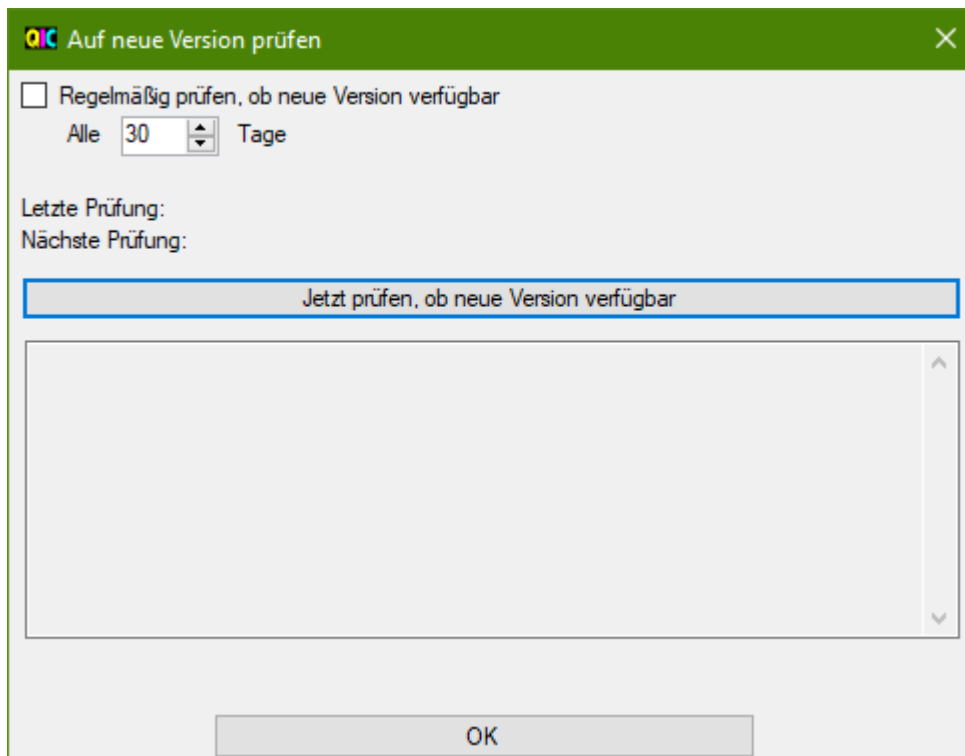 QIC Auf neue Version prüfen
Regelmäßig prüfen, ob neue Version verfügbar
Alle 30 Tage
Letzte Prüfung:
Nächste Prüfung:
Jetzt prüfen, ob neue Version verfügbar
OK